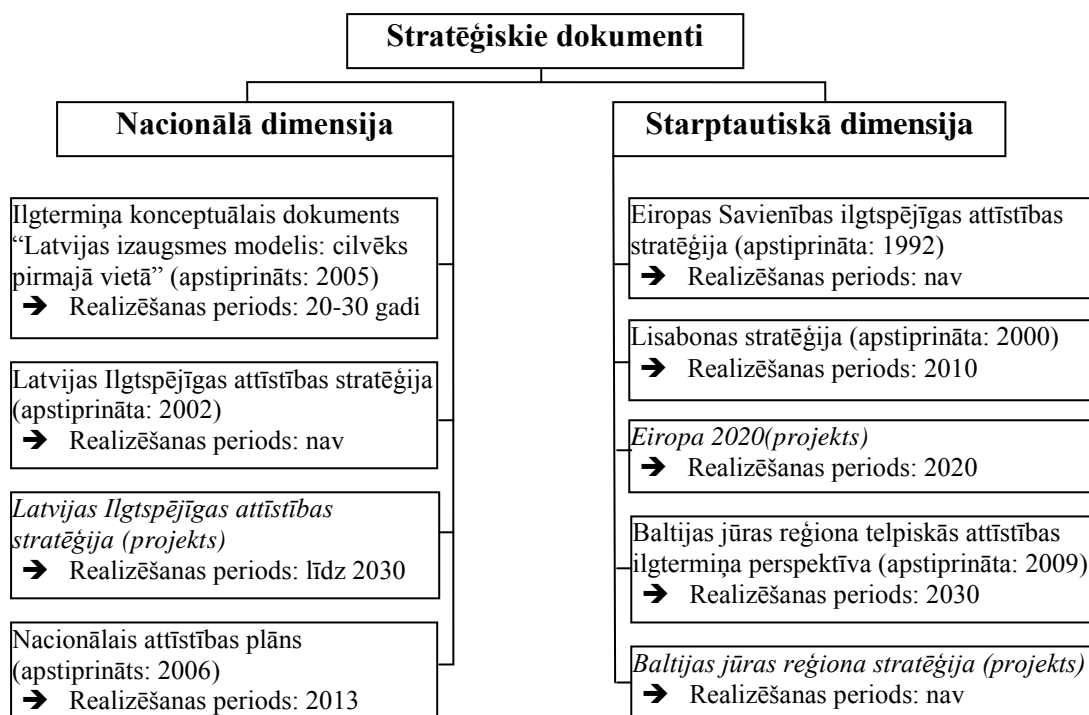 Stratēģiskie dokumenti
Nacionālā dimensija
Ilgtermiņa konceptuālais dokuments
“Latvijas izaugsmes modelis: cilvēks
pirmajā vietā” (apstiprināts: 2005)
➔ Realizēšanas periods: 20-30 gadi
Latvijas Ilgtspējīgas attīstības stratēģija
(apstiprināta: 2002)
➔ Realizēšanas periods: nav
Latvijas Ilgtspējīgas attīstības
stratēģija (projekts)
➔ Realizēšanas periods: līdz 2030
Nacionālais attīstības plāns
(apstiprināts: 2006)
➔ Realizēšanas periods: 2013
Starptautiskā dimensija
Eiropas Savienības ilgtspējīgas attīstības
stratēģija (apstiprināta: 1992)
➔ Realizēšanas periods: nav
Lisabonas stratēģija (apstiprināta: 2000)
➔ Realizēšanas periods: 2010
Eiropa 2020(projekts)
➔ Realizēšanas periods: 2020
Baltijas jūras reģiona telpiskās attīstības
ilgtermiņa perspektīva (apstiprināta: 2009)
➔ Realizēšanas periods: 2030
Baltijas jūras reģiona stratēģija (projekts)
➔ Realizēšanas periods: nav